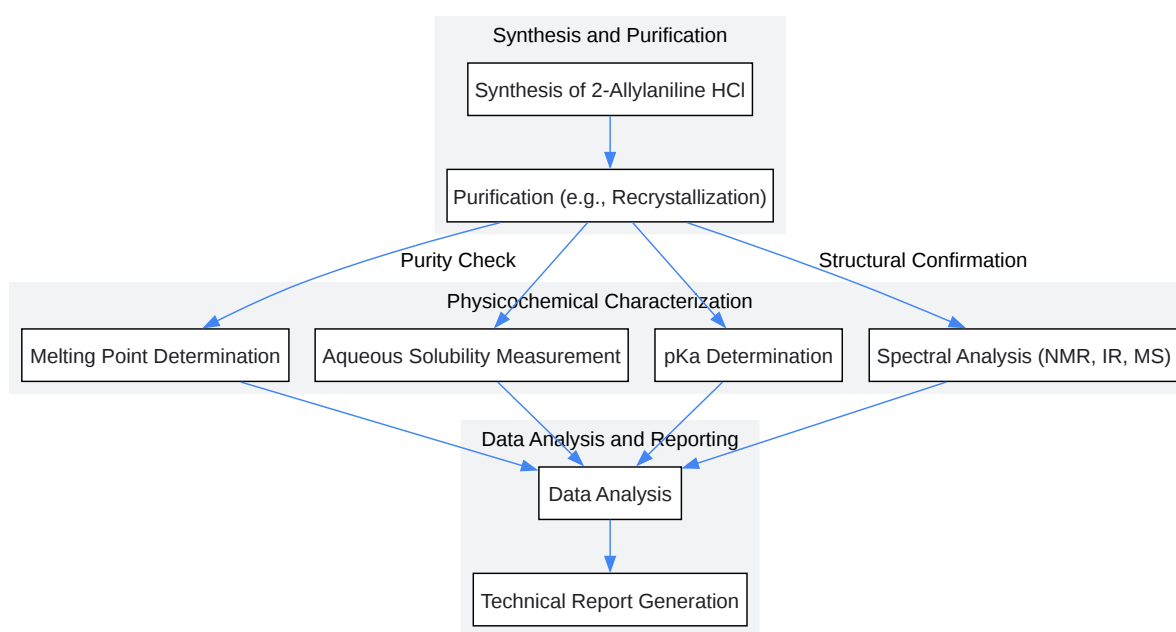 Synthesis and Purification
Synthesis of 2-Allylaniline HCl
Purification (e.g., Recrystallization)
Purity Check
Structural Confirmation
Physicochemical Characterization
Melting Point Determination
Aqueous Solubility Measurement
pKa Determination
Spectral Analysis (NMR, IR, MS)
Data Analysis and Reporting
Data Analysis
Technical Report Generation